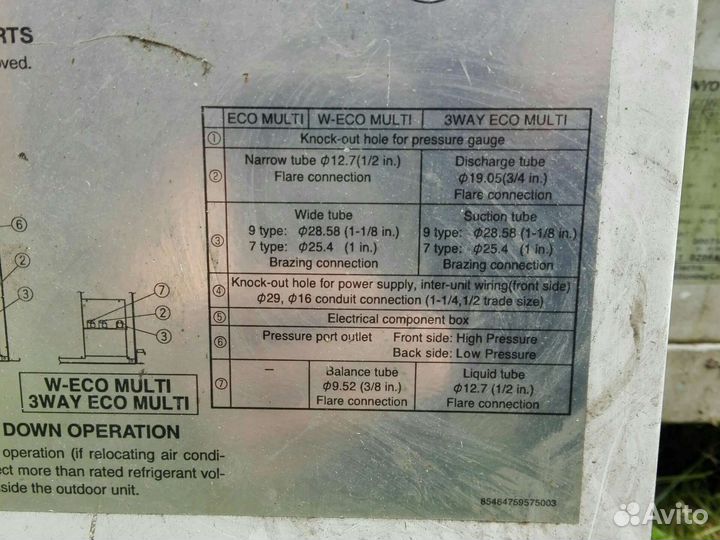 RTS
oved.
ECO MULTI W-ECO MULTI 3WAY ECO MULTI
① Knock-out hole for pressure gauge
② Narrow tube φ12.7(1/2 in.)
Flare connection
Discharge tube
φ19.05(3/4 in.)
Flare connection
③ Wide tube
9 type: φ28.58 (1-1/8 in.)
7 type: φ25.4 (1 in.)
Brazing connection
Suction tube
9 type: φ28.58 (1-1/8 in.)
7 type: φ25.4 (1 in.)
Brazing connection
④ Knock-out hole for power supply, inter-unit wiring(front side)
φ29, φ16 conduit connection (1-1/4,1/2 trade size)
⑤ Electrical component box
⑥ Pressure port outlet Front side: High Pressure
Back side: Low Pressure
⑦ –
Balance tube
φ9.52 (3/8 in.)
Flare connection
Liquid tube
φ12.7 (1/2 in.)
Flare connection
⑥
②
③
⑦
②
③
W-ECO MULTI
3WAY ECO MULTI
DOWN OPERATION
operation (if relocating air condi-
ect more than rated refrigerant vol-
side the outdoor unit.
85464759575003
Avito